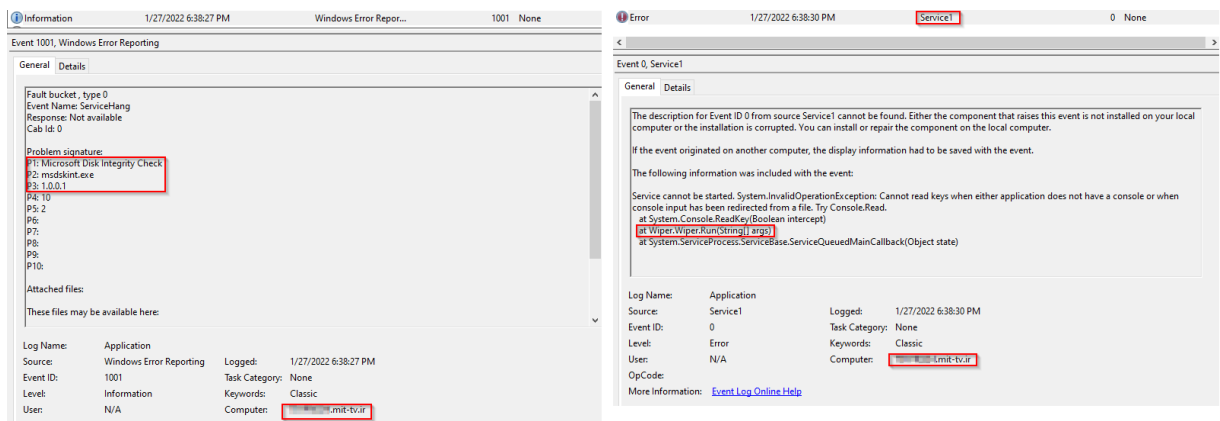 Information 1/27/2022 6:38:27 PM Windows Error Repor... 1001 None
Event 1001, Windows Error Reporting
General Details
Fault bucket , type 0
Event Name: ServiceHang
Response: Not available
Cab Id: 0
Problem signature:
P1: Microsoft Disk Integrity Check
P2: msdskint.exe
P3: 1.0.0.1
P4: 10
P5: 2
P6:
P7:
P8:
P9:
P10:
Attached files:
These files may be available here:
Log Name: Application
Source: Windows Error Reporting Logged: 1/27/2022 6:38:27 PM
Event ID: 1001 Task Category: None
Level: Information Keywords: Classic
User: N/A Computer: .mit-tv.ir
Error 1/27/2022 6:38:30 PM Service1 0 None
Event 0, Service1
General Details
The description for Event ID 0 from source Service1 cannot be found. Either the component that raises this event is not installed on your local
computer or the installation is corrupted. You can install or repair the component on the local computer.
If the event originated on another computer, the display information had to be saved with the event.
The following information was included with the event:
Service cannot be started. System.InvalidOperationException: Cannot read keys when either application does not have a console or when
console input has been redirected from a file. Try Console.Read.
at System.Console.ReadKey(Boolean intercept)
at Wiper.Wiper.Run(String[] args)
at System.ServiceProcess.ServiceBase.ServiceQueuedMainCallback(Object state)
Log Name: Application
Source: Service1 Logged: 1/27/2022 6:38:30 PM
Event ID: 0 Task Category: None
Level: Error Keywords: Classic
User: N/A Computer: .mit-tv.ir
OpCode:
More Information: Event Log Online Help